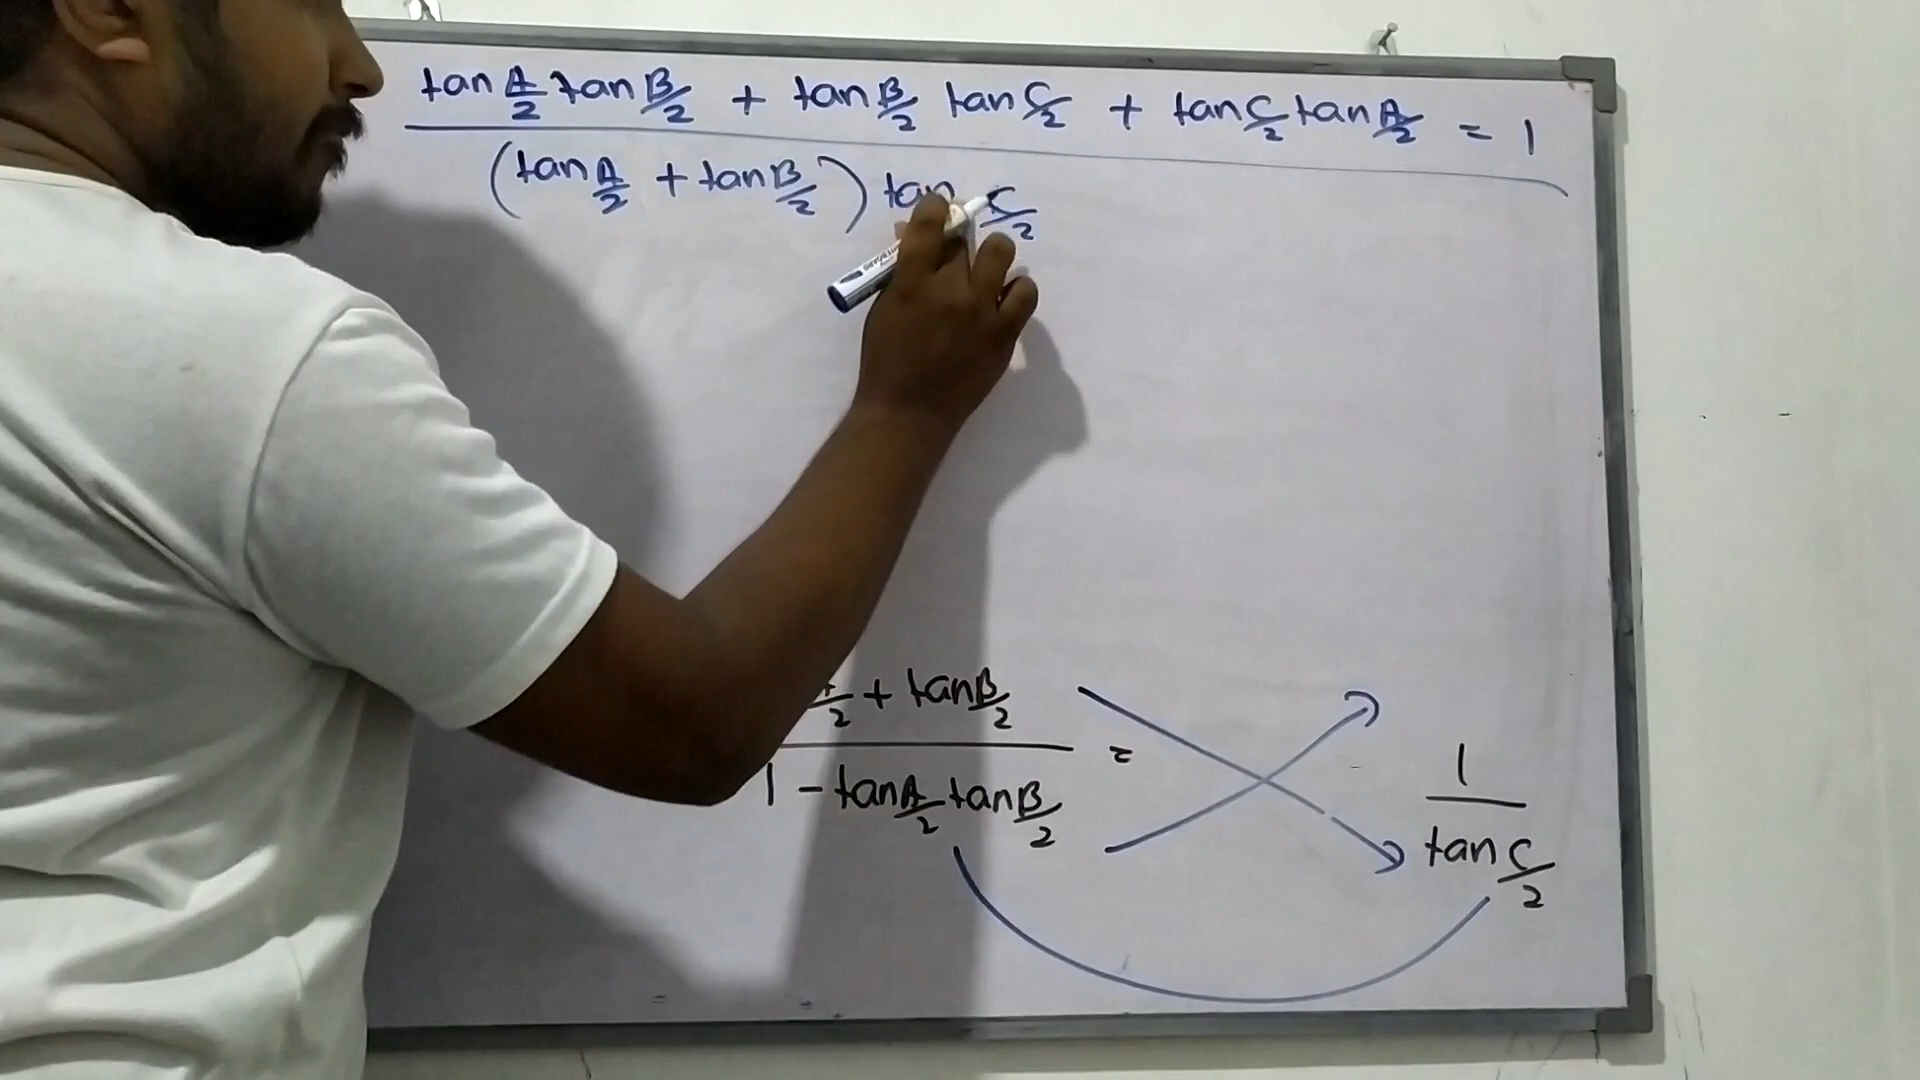 tan A/2 tan B/2 + tan B/2 tan C/2 + tan C/2 tan A/2 = 1
(tan A/2 + tan B/2) tan C/2
A/2 + tan B/2
= 1
1 - tan A/2 tan B/2
tan C/2